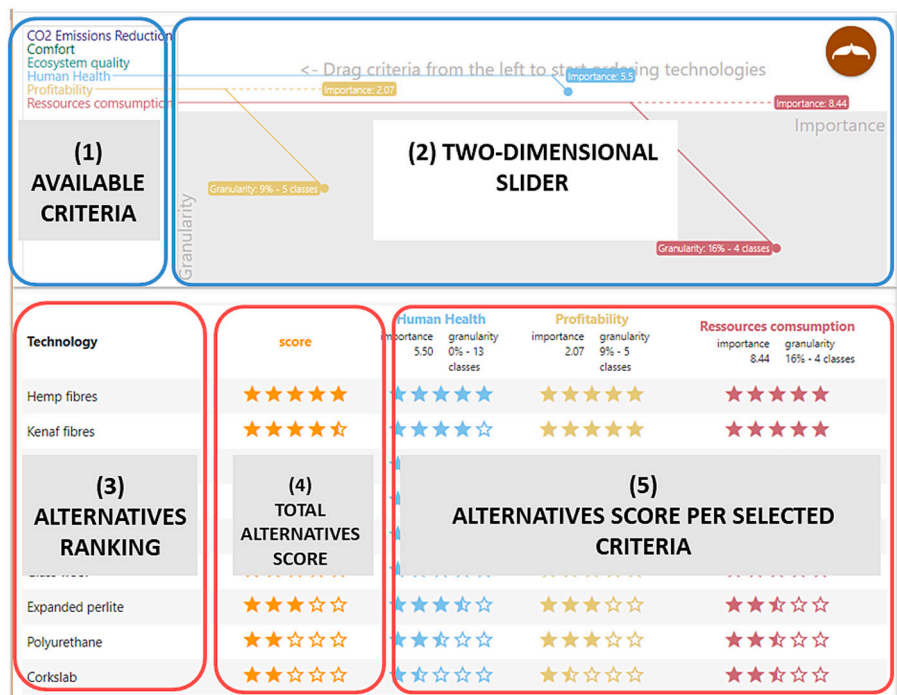 CO2 Emissions Reduction
Comfort
Ecosystem quality
Human Health
Profitability
Ressources comsumption
<- Drag criteria from the left to start ordering technologies
Importance: 5.5
Importance: 2.07
Importance: 8.44
Importance
(1)
AVAILABLE
CRITERIA
(2) TWO-DIMENSIONAL
SLIDER
Granularity: 9% - 5 classes
Granularity: 16% - 4 classes
Granularity
Technology
score
Human Health
importance granularity
5.50 0% - 13
classes
Profitability
importance granularity
2.07 9% - 5
classes
Ressources comsumption
importance granularity
8.44 16% - 4 classes
Hemp fibres
Kenaf fibres
(3)
ALTERNATIVES
RANKING
(4)
TOTAL
ALTERNATIVES
SCORE
(5)
ALTERNATIVES SCORE PER SELECTED
CRITERIA
Expanded perlite
Polyurethane
Corkslab